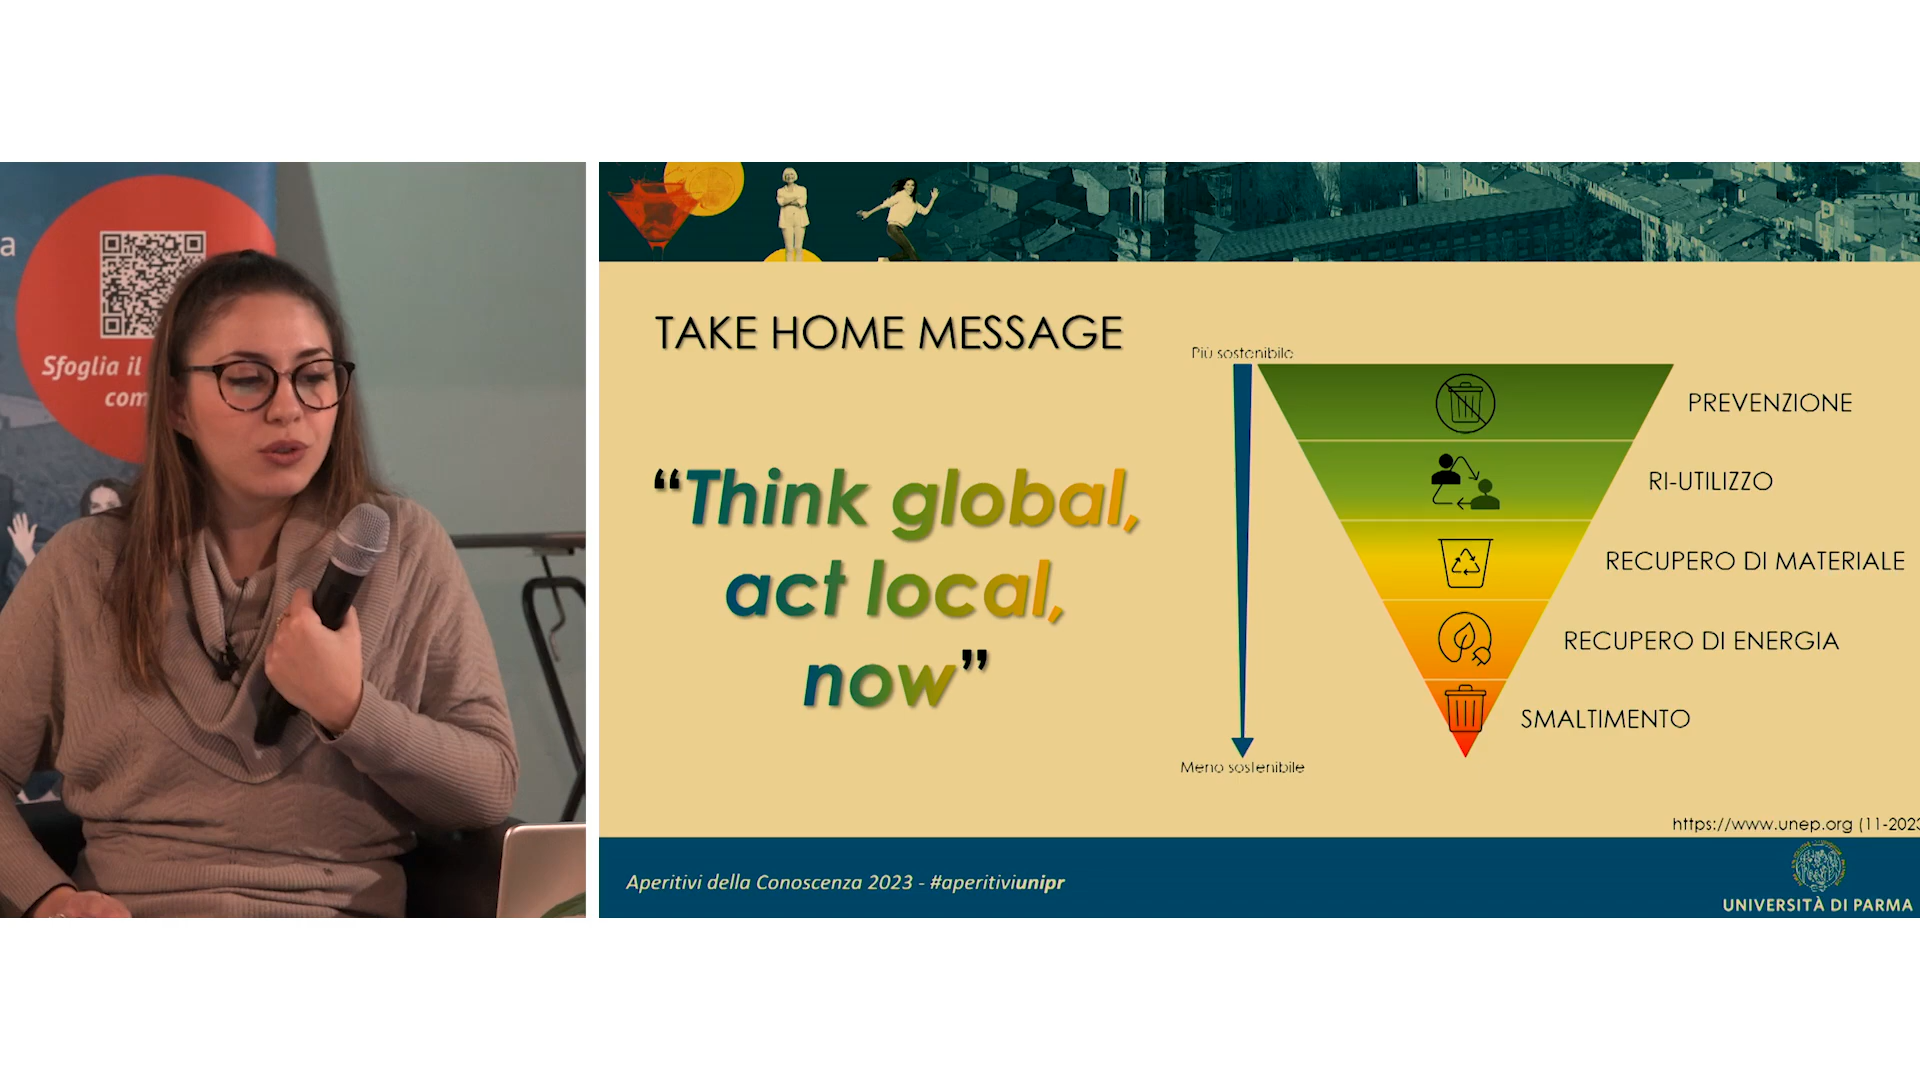 a
Sfoglia il
com
TAKE HOME MESSAGE
“Think global,
act local,
now”
Più sostenibile
PREVENZIONE
RI-UTILIZZO
RECUPERO DI MATERIALE
RECUPERO DI ENERGIA
SMALTIMENTO
Meno sostenibile
https://www.unep.org (11-2023
Aperitivi della Conoscenza 2023 - #aperitiviunipr
UNIVERSITÀ DI PARMA